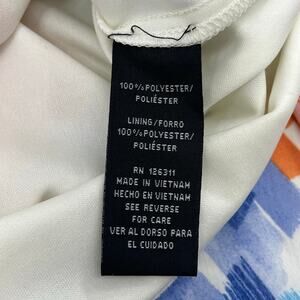 100%POLYESTER/
POLIÉSTER
LINING/FORRO
100%POLYESTER/
POLIÉSTER
RN 126311
MADE IN VIETNAM
HECHO EN VIETNAM
SEE REVERSE
FOR CARE
VER AL DORSO PARA
EL CUIDADO